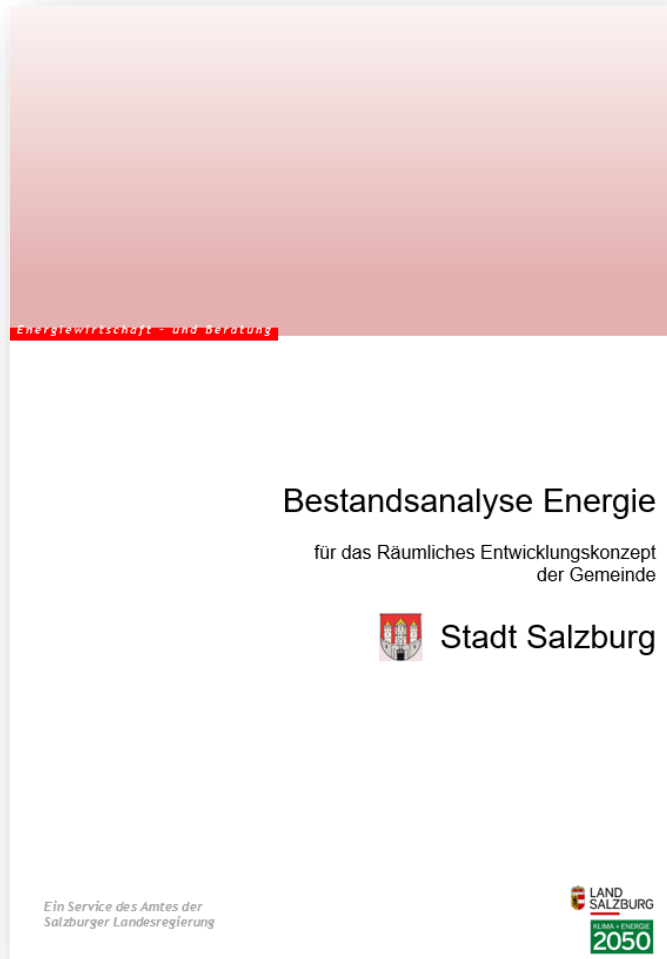 Energiewirtschaft - und Beratung
Bestandsanalyse Energie
für das Räumliches Entwicklungskonzept
der Gemeinde
Stadt Salzburg
Ein Service des Amtes der
Salzburger Landesregierung
LAND
SALZBURG
KLIMA + ENERGIE
2050